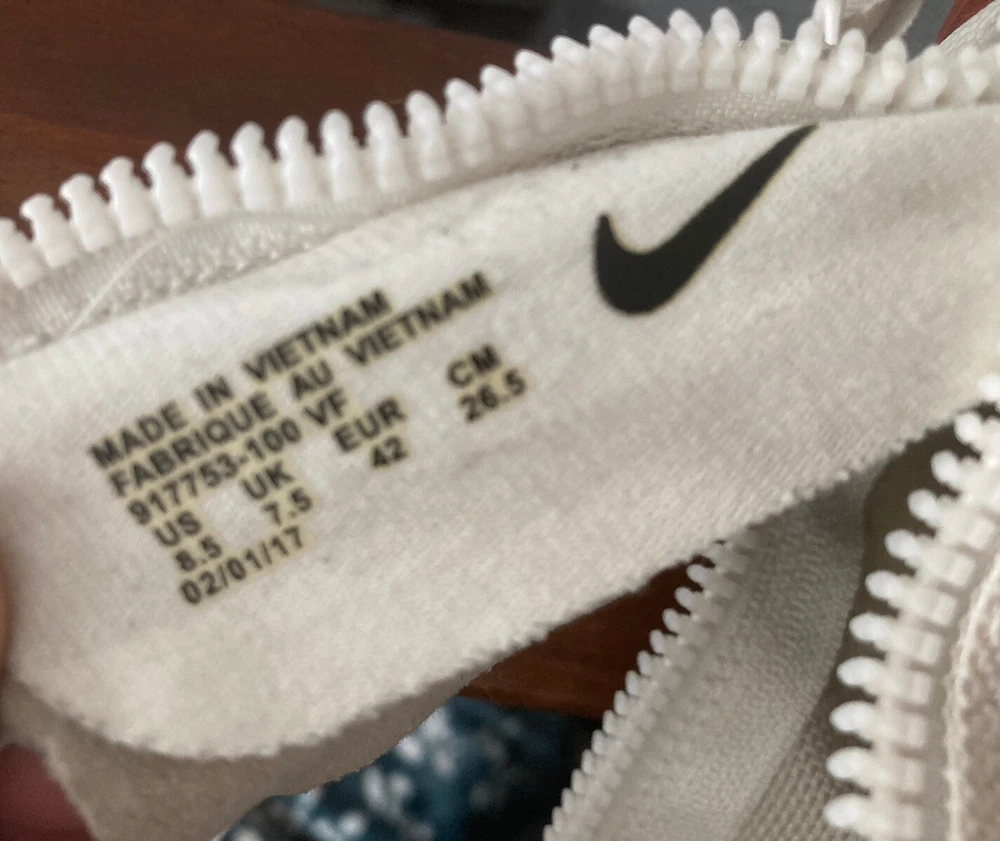 MADE IN VIETNAM
FABRIQUE AU VIETNAM
917753-100 VF
US UK EUR CM
8.5 7.5 42 26.5
02/01/17